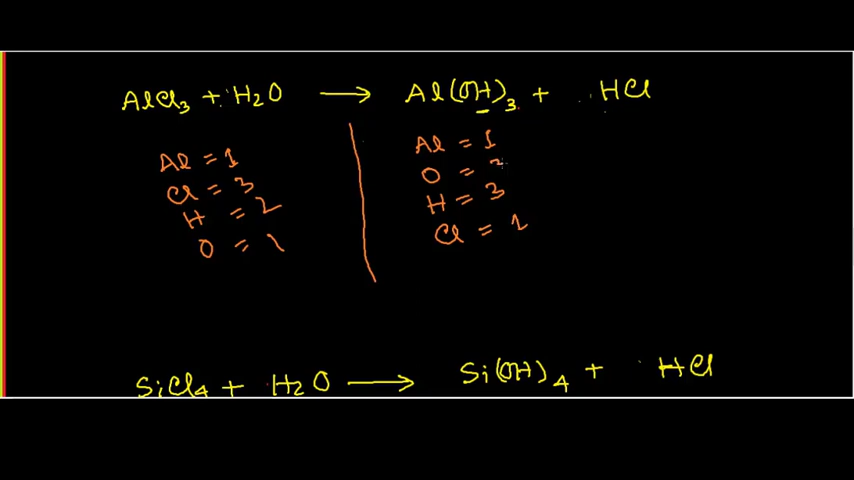 AlCl₃ + H₂O → Al(OH)₃ + HCl
Al = 1
Cl = 3
H = 2
O = 1
Al = 1
O = 3
H = 3
Cl = 1
SiCl₄ + H₂O → Si(OH)₄ + HCl